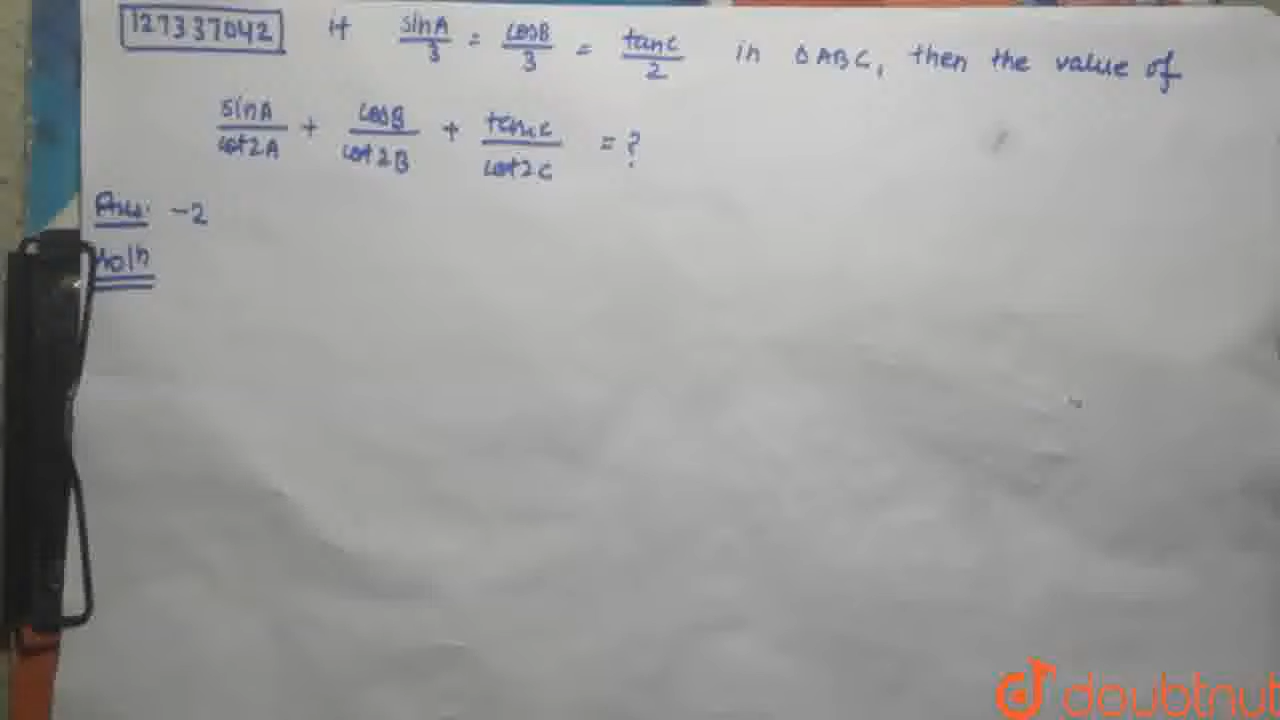 127337042 if sinA/3 = cosB/3 = tanC/2 in ΔABC, then the value of
sinA/cot2A + cosB/cot2B + tanC/cot2C = ?
Ans. -2
Soln
doubtnut